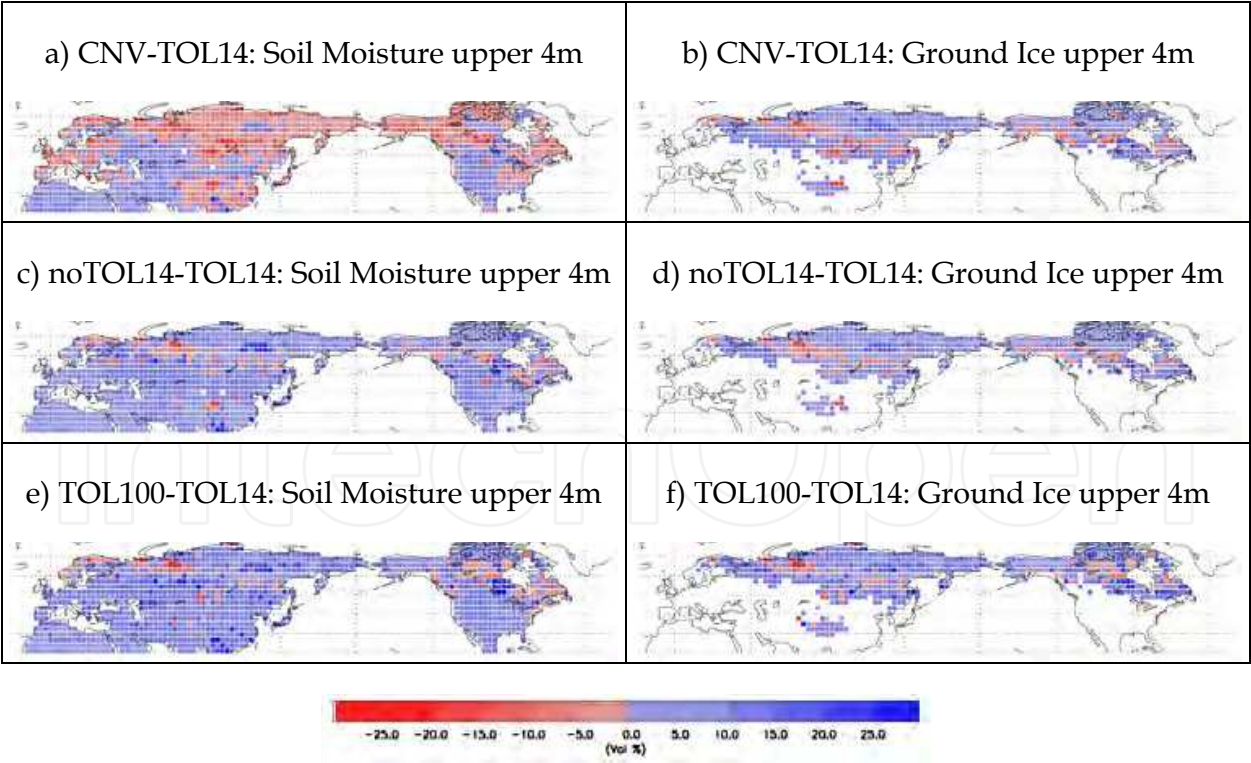 a) CNV-TOL14: Soil Moisture upper 4m
b) CNV-TOL14: Ground Ice upper 4m
c) noTOL14-TOL14: Soil Moisture upper 4m
d) noTOL14-TOL14: Ground Ice upper 4m
IntechOpen
e) TOL100-TOL14: Soil Moisture upper 4m
f) TOL100-TOL14: Ground Ice upper 4m
-25.0 -20.0 -15.0 -10.0 -5.0 0.0 5.0 10.0 15.0 20.0 25.0
(Vol %)